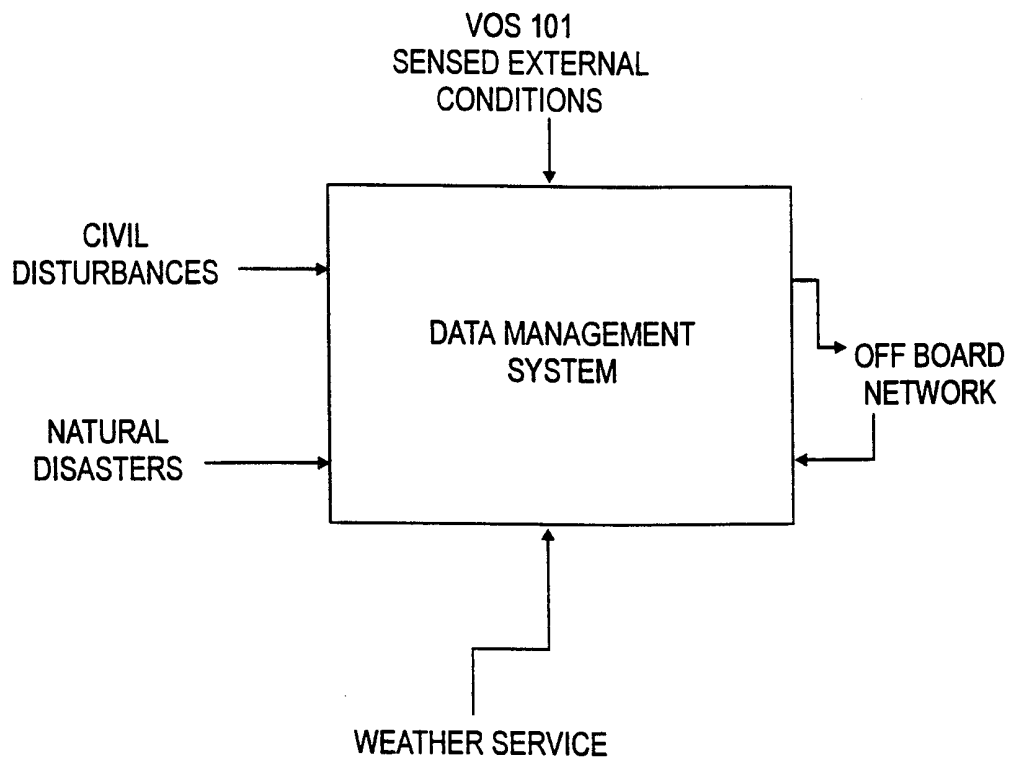 VOS 101
SENSED EXTERNAL
CONDITIONS
CIVIL
DISTURBANCES
DATA MANAGEMENT
SYSTEM
OFF BOARD
NETWORK
NATURAL
DISASTERS
WEATHER SERVICE